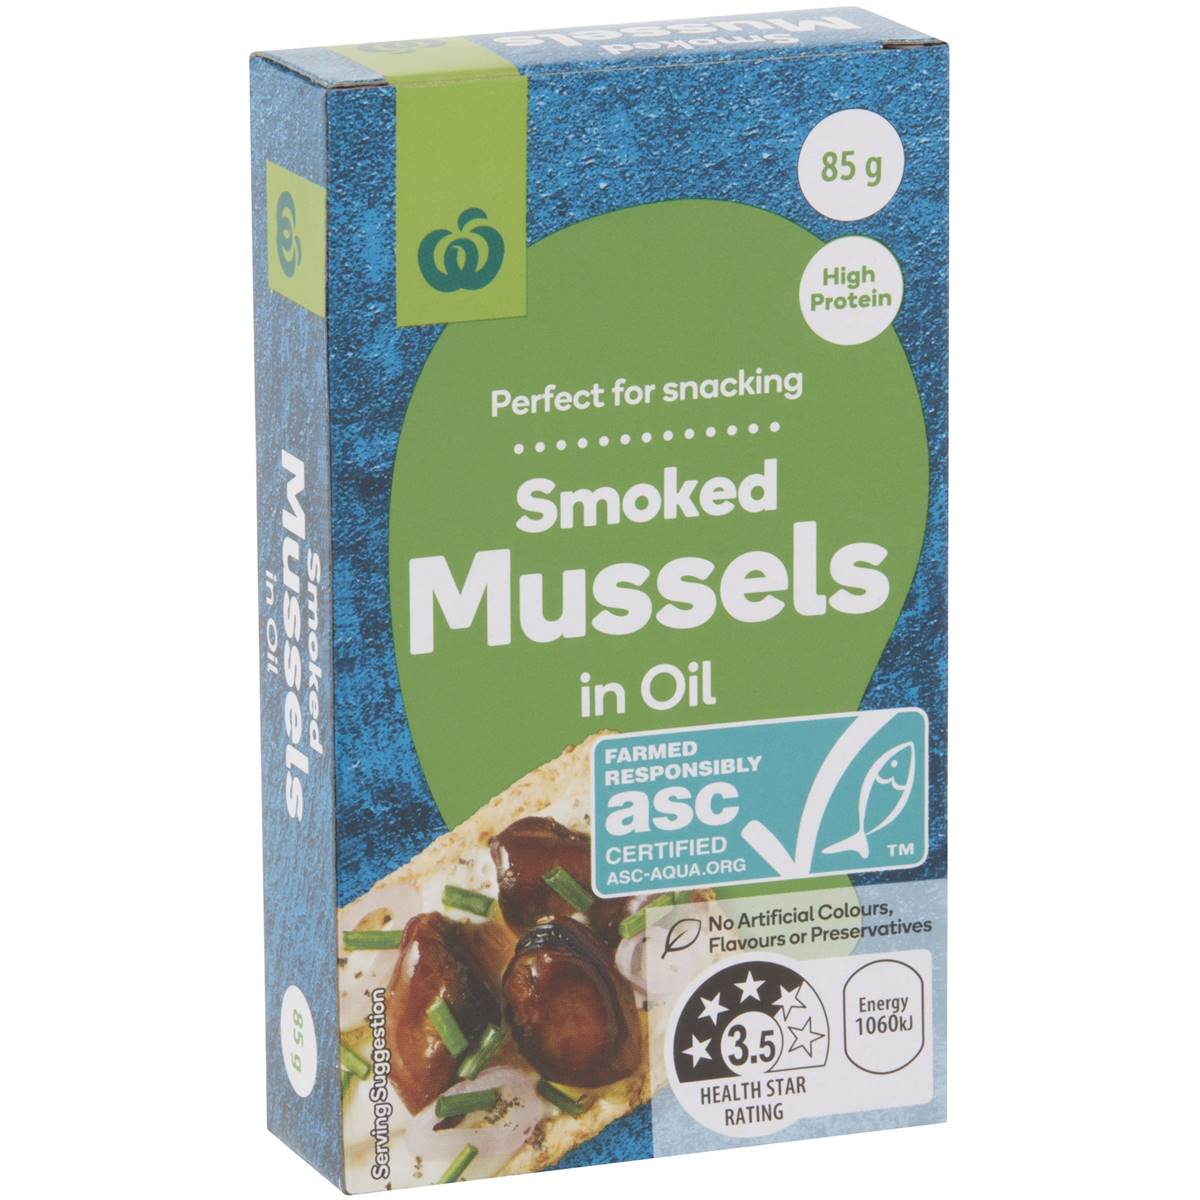 Smoked
Mussels
85 g
High
Protein
Perfect for snacking
Smoked
Mussels
in Oil
FARMED
RESPONSIBLY
asc
CERTIFIED
ASC-AQUA.ORG
TM
No Artificial Colours,
Flavours or Preservatives
3.5
HEALTH STAR
RATING
Energy
1060kJ
Serving Suggestion
Smoked
Mussels
in Oil
85 g